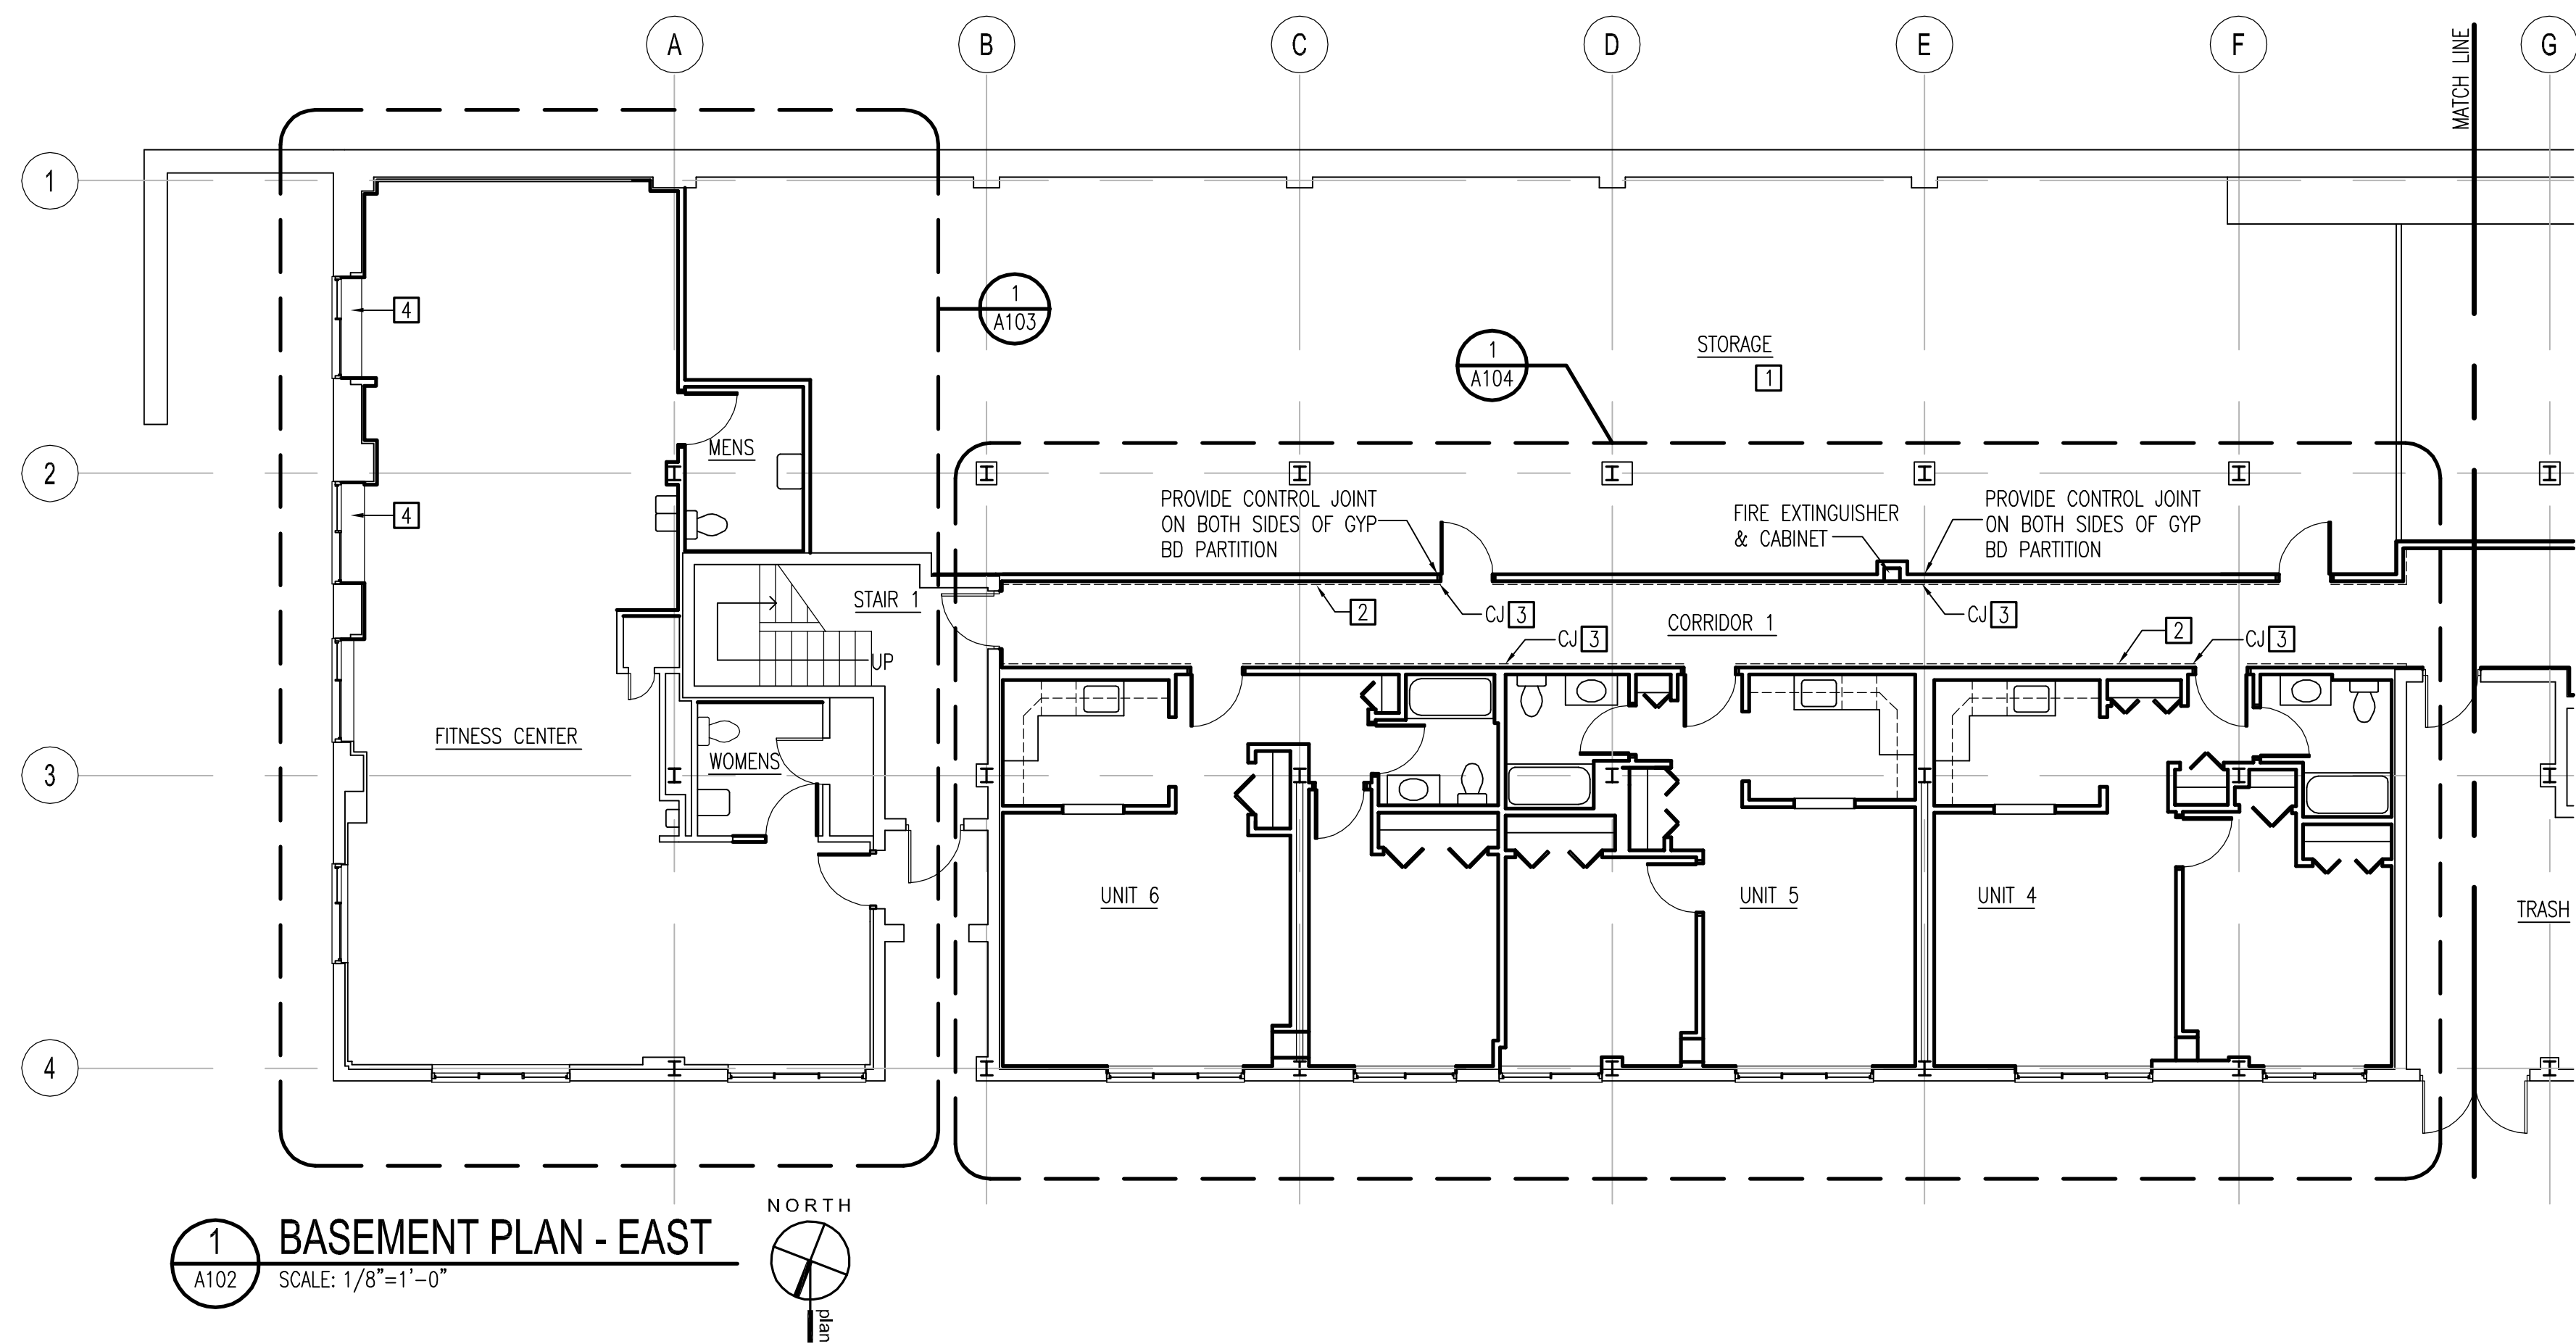 A
B
C
D
E
F
G
MATCH LINE
1
2
3
4
4
4
1
A103
1
A104
STORAGE
1
MENS
PROVIDE CONTROL JOINT
ON BOTH SIDES OF GYP
BD PARTITION
FIRE EXTINGUISHER
& CABINET
PROVIDE CONTROL JOINT
ON BOTH SIDES OF GYP
BD PARTITION
STAIR 1
UP
2
CJ 3
CJ 3
CORRIDOR 1
CJ 3
2
CJ 3
FITNESS CENTER
WOMENS
UNIT 6
UNIT 5
UNIT 4
TRASH
1
A102
BASEMENT PLAN - EAST
SCALE: 1/8"=1'-0"
NORTH
plan